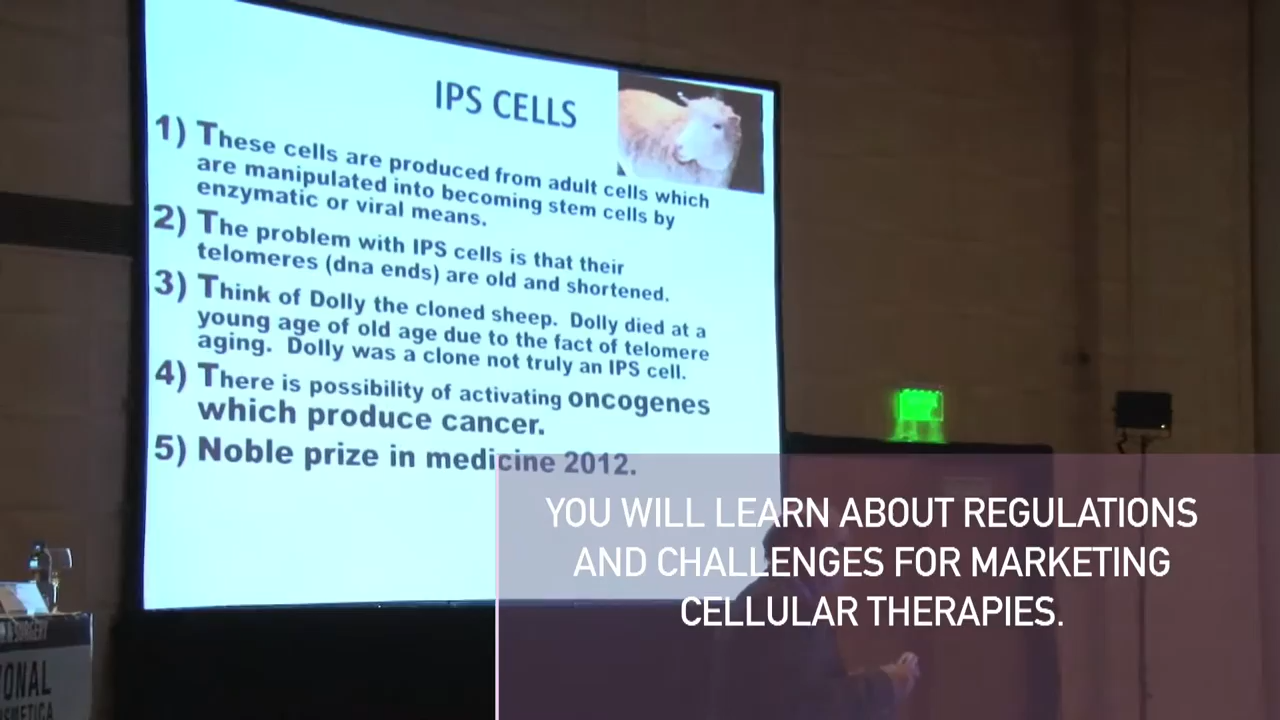 IPS CELLS
1) These cells are produced from adult cells which
are manipulated into becoming stem cells by
enzymatic or viral means.
2) The problem with IPS cells is that their
telomeres (dna ends) are old and shortened.
3) Think of Dolly the cloned sheep. Dolly died at a
young age of old age due to the fact of telomere
aging. Dolly was a clone not truly an IPS cell.
4) There is possibility of activating oncogenes
which produce cancer.
5) Noble prize in medicine 2012.
YOU WILL LEARN ABOUT REGULATIONS
AND CHALLENGES FOR MARKETING
CELLULAR THERAPIES.
SURGERY
IONAL